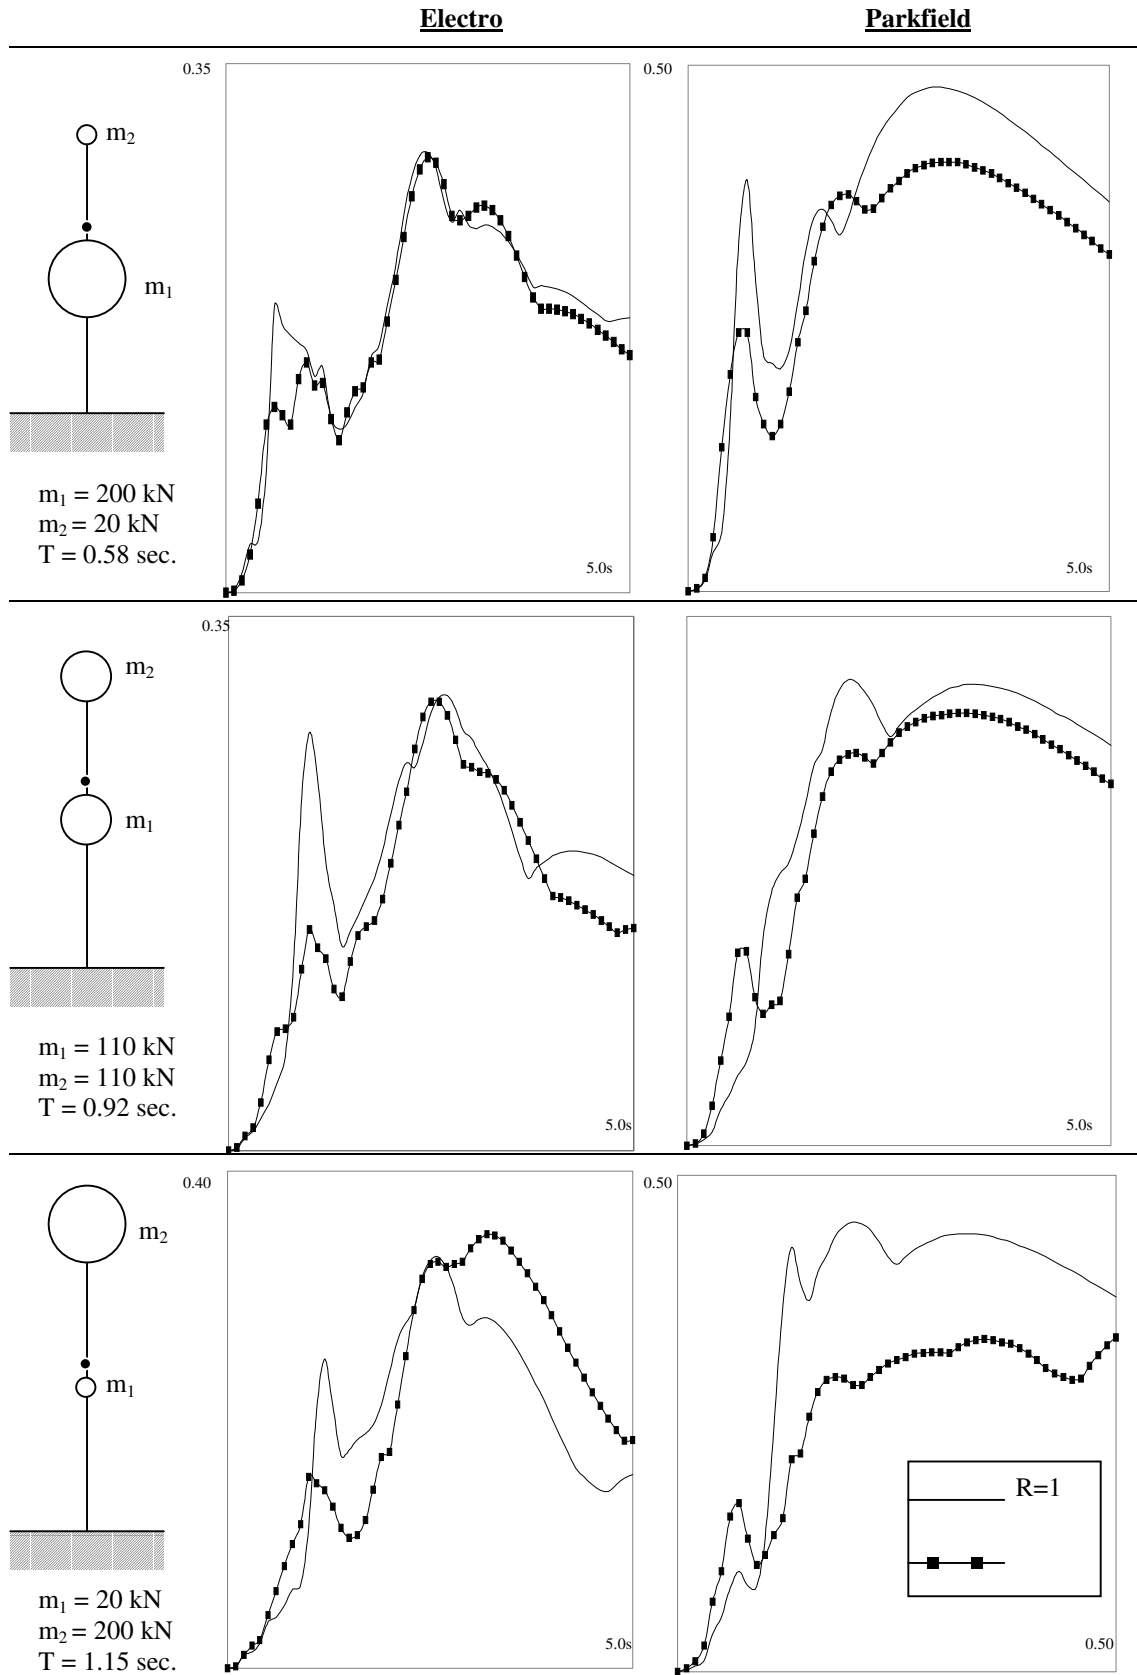 Electro
Parkfield
0.35
0.50
m₂
m₁
5.0s
5.0s
m₁ = 200 kN
m₂ = 20 kN
T = 0.58 sec.
0.35
m₂
m₁
5.0s
5.0s
m₁ = 110 kN
m₂ = 110 kN
T = 0.92 sec.
0.40
0.50
m₂
m₁
R=1
5.0s
0.50
m₁ = 20 kN
m₂ = 200 kN
T = 1.15 sec.